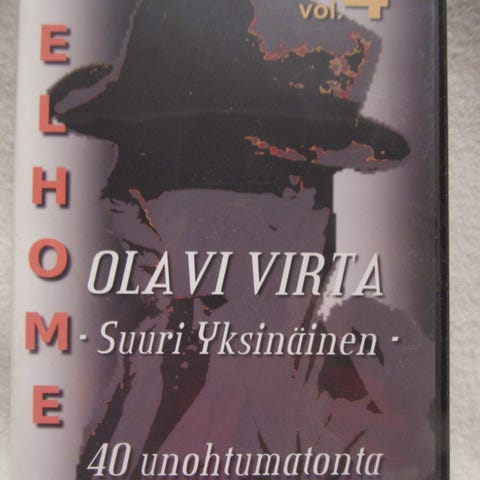 vol.4
ELHOME
OLAVI VIRTA
- Suuri Yksinäinen -
40 unohtumatonta